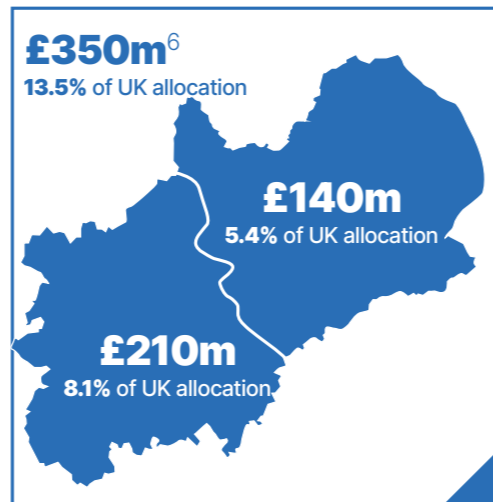 £350m⁶
13.5% of UK allocation
£140m
5.4% of UK allocation
£210m
8.1% of UK allocation